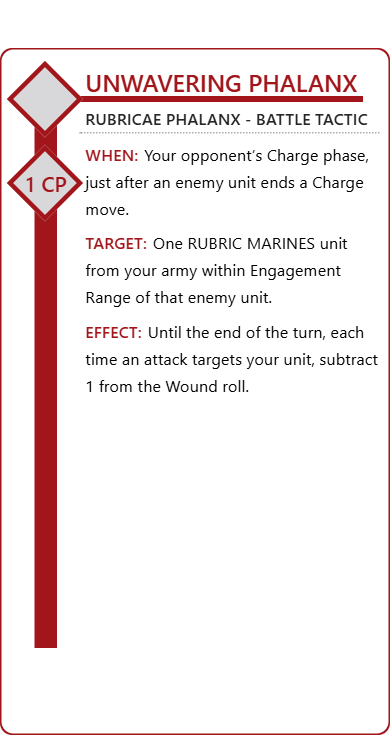 UNWAVERING PHALANX
RUBRICAE PHALANX - BATTLE TACTIC
WHEN: Your opponent’s Charge phase,
1 CP
just after an enemy unit ends a Charge
move.
TARGET: One RUBRIC MARINES unit
from your army within Engagement
Range of that enemy unit.
EFFECT: Until the end of the turn, each
time an attack targets your unit, subtract
1 from the Wound roll.